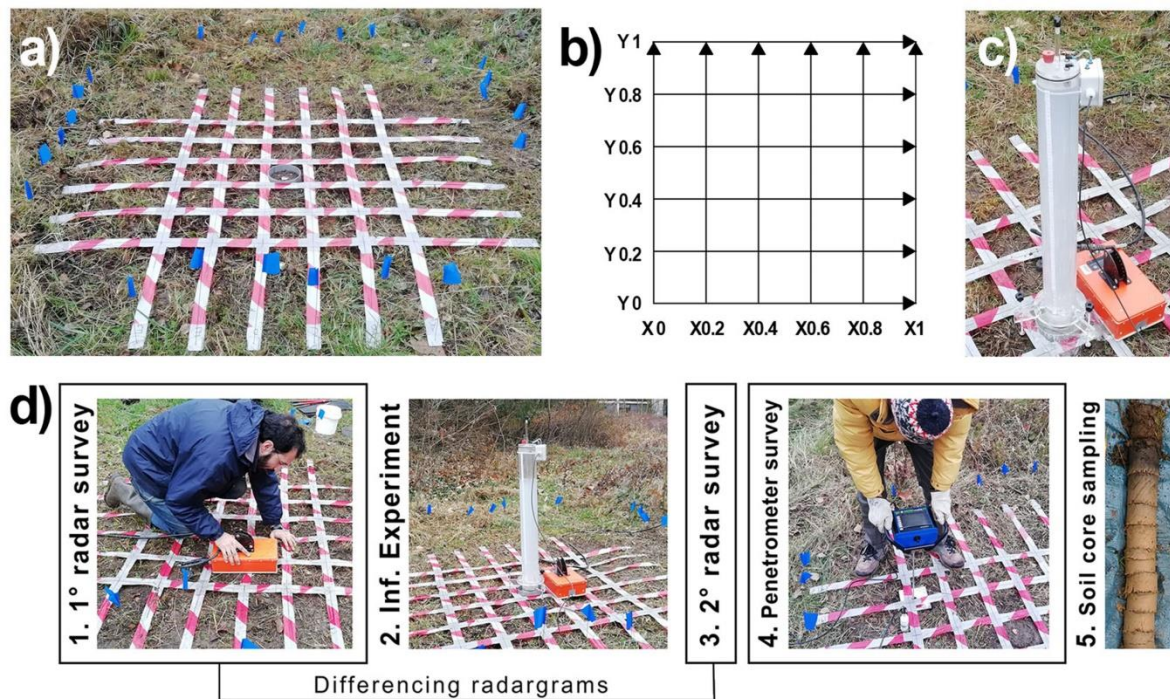 a)
b)
Y 1
Y 0.8
Y 0.6
Y 0.4
Y 0.2
Y 0
X 0
X0.2
X0.4
X0.6
X0.8
X1
c)
d)
1. 1° radar survey
2. Inf. Experiment
3. 2° radar survey
4. Penetrometer survey
5. Soil core sampling
Differencing radargrams